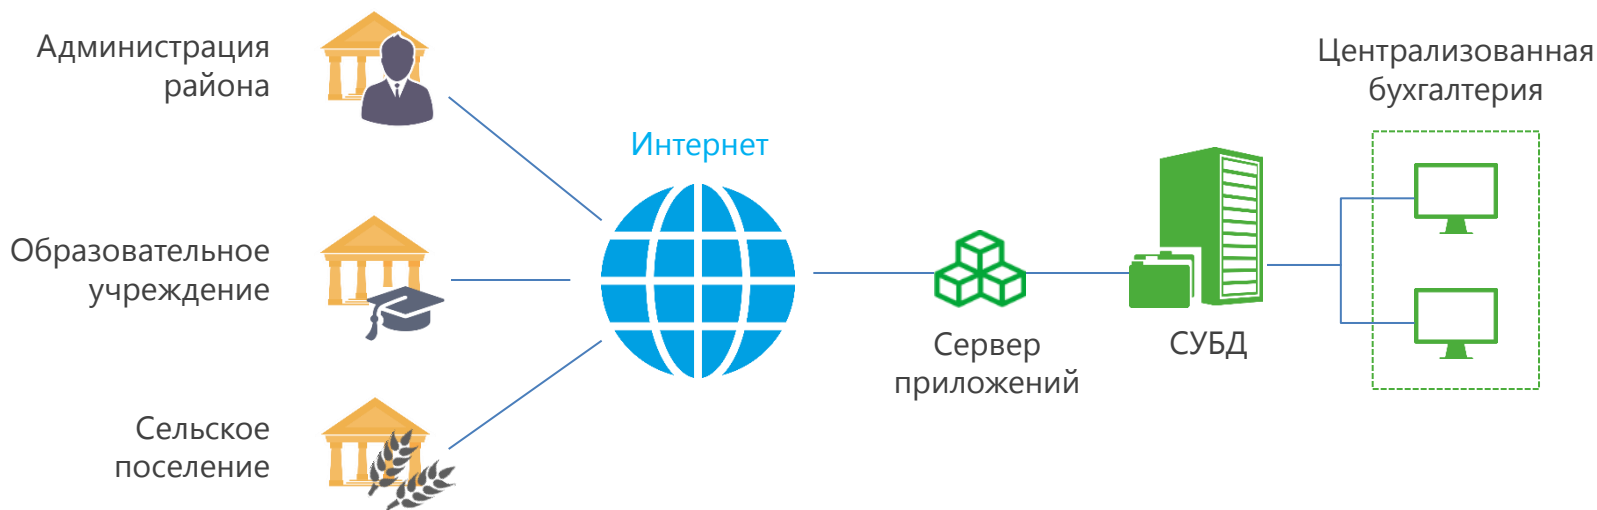 Администрация
района
Образовательное
учреждение
Сельское
поселение
Интернет
Сервер
приложений
СУБД
Централизованная
бухгалтерия